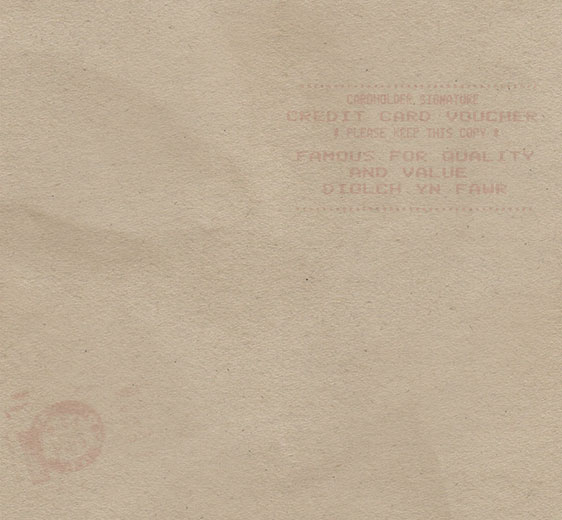 CARDHOLDER SIGNATURE
CREDIT CARD VOUCHER
* PLEASE KEEP THIS COPY *
FAMOUS FOR QUALITY
AND VALUE
DIOLCH YN FAWR